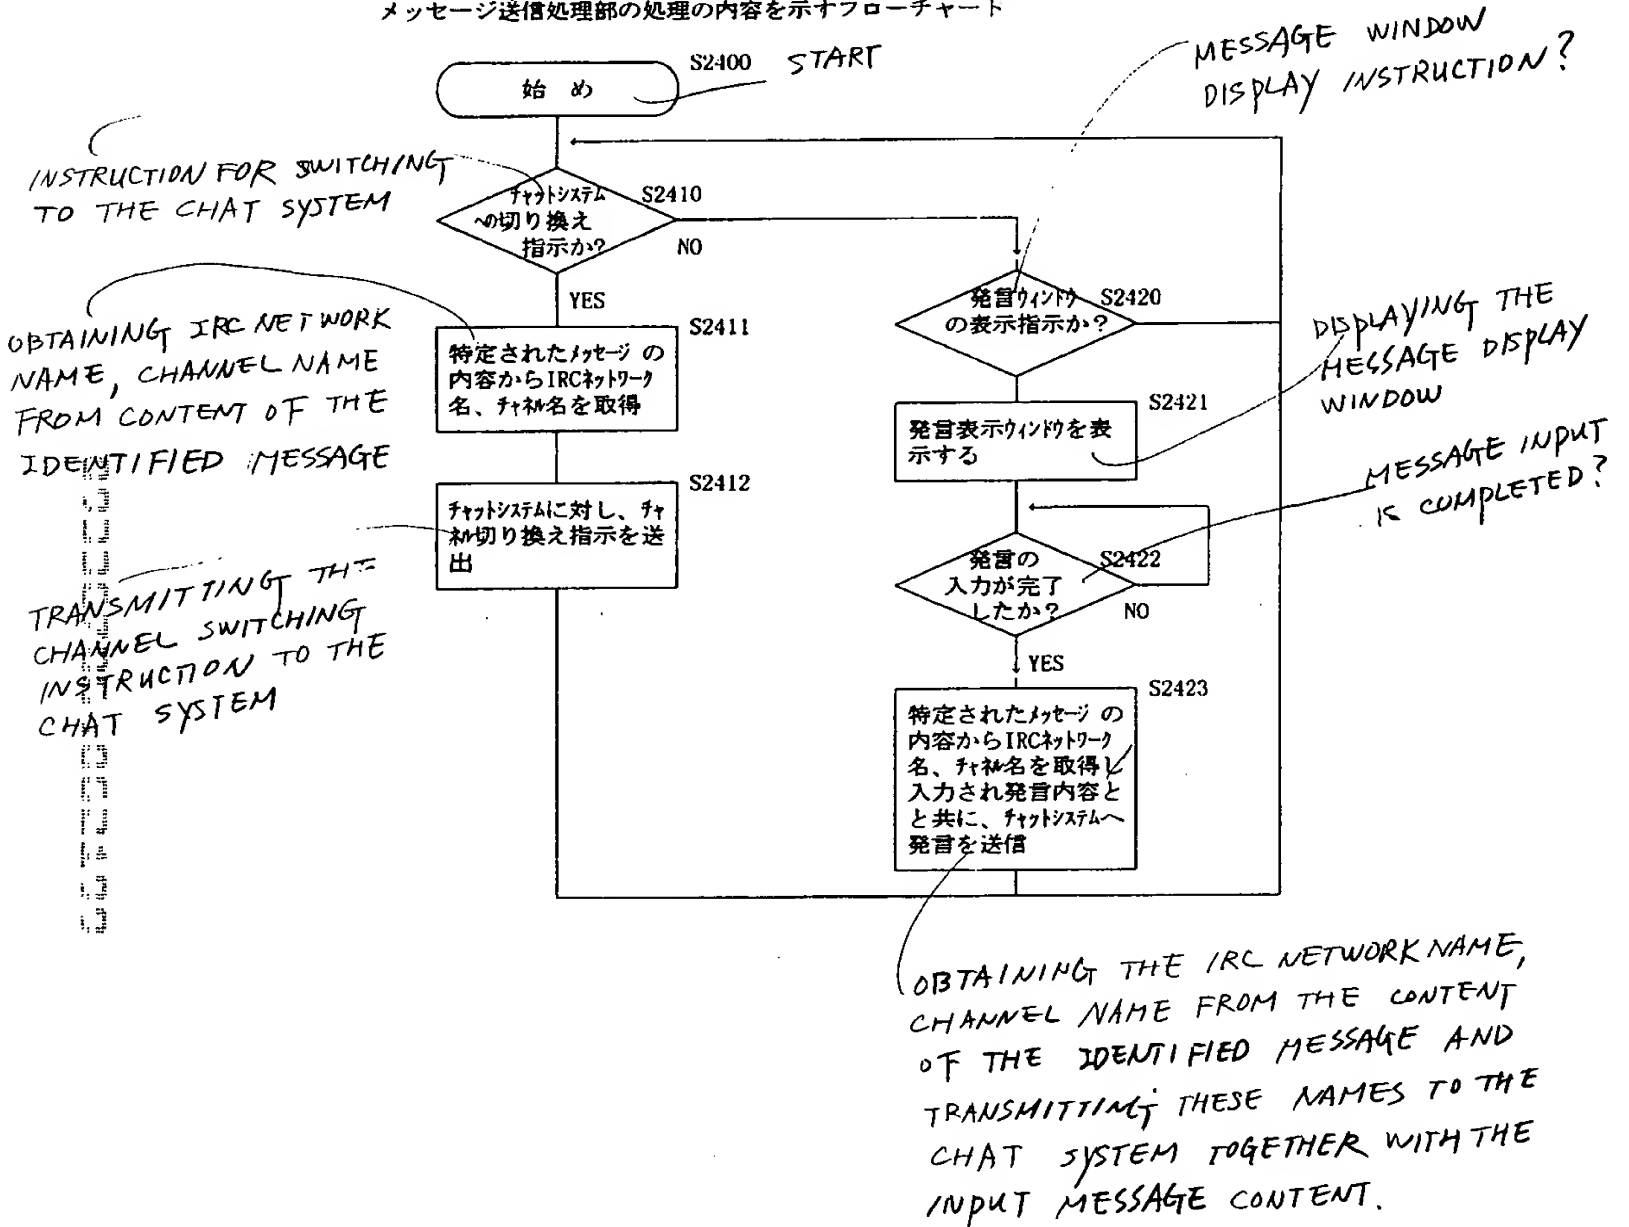 メッセージ送信処理部の処理の内容を示すフローチャート
S2400
START
始 め
MESSAGE WINDOW
DISPLAY INSTRUCTION?
INSTRUCTION FOR SWITCHING
TO THE CHAT SYSTEM
チャットシステム
への切り換え
指示か?
S2410
NO
YES
発言ウィンドウ
の表示指示か?
S2420
OBTAINING IRC NETWORK
NAME, CHANNEL NAME
FROM CONTENT OF THE
IDENTIFIED MESSAGE
S2411
特定されたメッセージ の
内容からIRCネットワーク
名、チャネル名を取得
DISPLAYING THE
MESSAGE DISPLAY
WINDOW
S2421
発言表示ウィンドウを表
示する
MESSAGE INPUT
IS COMPLETED?
S2412
チャットシステムに対し、チャ
ネル切り換え指示を送
出
S2422
発言の
入力が完了
したか?
NO
YES
TRANSMITTING THE
CHANNEL SWITCHING
INSTRUCTION TO THE
CHAT SYSTEM
S2423
特定されたメッセージ の
内容からIRCネットワーク
名、チャネル名を取得し
入力され発言内容と
と共に、チャットシステムへ
発言を送信
OBTAINING THE IRC NETWORK NAME,
CHANNEL NAME FROM THE CONTENT
OF THE IDENTIFIED MESSAGE AND
TRANSMITTING THESE NAMES TO THE
CHAT SYSTEM TOGETHER WITH THE
INPUT MESSAGE CONTENT.